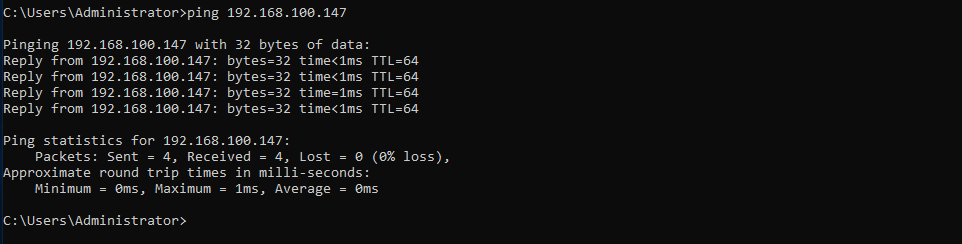 C:\Users\Administrator>ping 192.168.100.147
Pinging 192.168.100.147 with 32 bytes of data:
Reply from 192.168.100.147: bytes=32 time<1ms TTL=64
Reply from 192.168.100.147: bytes=32 time<1ms TTL=64
Reply from 192.168.100.147: bytes=32 time=1ms TTL=64
Reply from 192.168.100.147: bytes=32 time<1ms TTL=64
Ping statistics for 192.168.100.147:
    Packets: Sent = 4, Received = 4, Lost = 0 (0% loss),
Approximate round trip times in milli-seconds:
    Minimum = 0ms, Maximum = 1ms, Average = 0ms
C:\Users\Administrator>